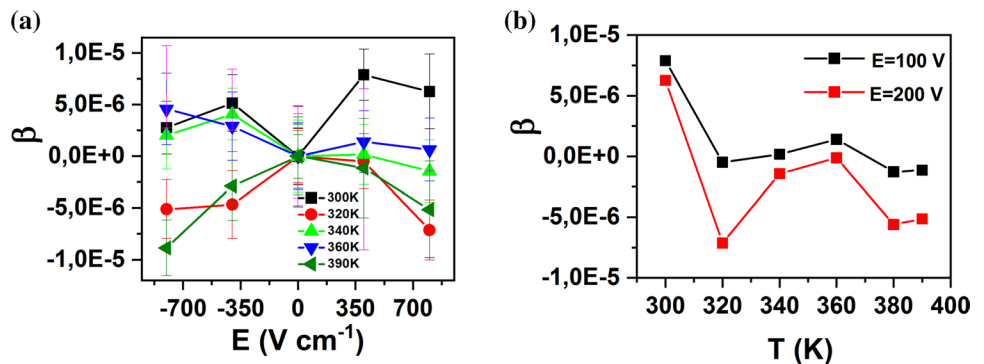 (a)
1,0E-5
5,0E-6
0,0E+0
-5,0E-6
-1,0E-5
β
300K
320K
340K
360K
390K
-700 -350 0 350 700
E (V cm⁻¹)
(b)
1,0E-5
5,0E-6
0,0E+0
-5,0E-6
-1,0E-5
β
E=100 V
E=200 V
300 320 340 360 380 400
T (K)